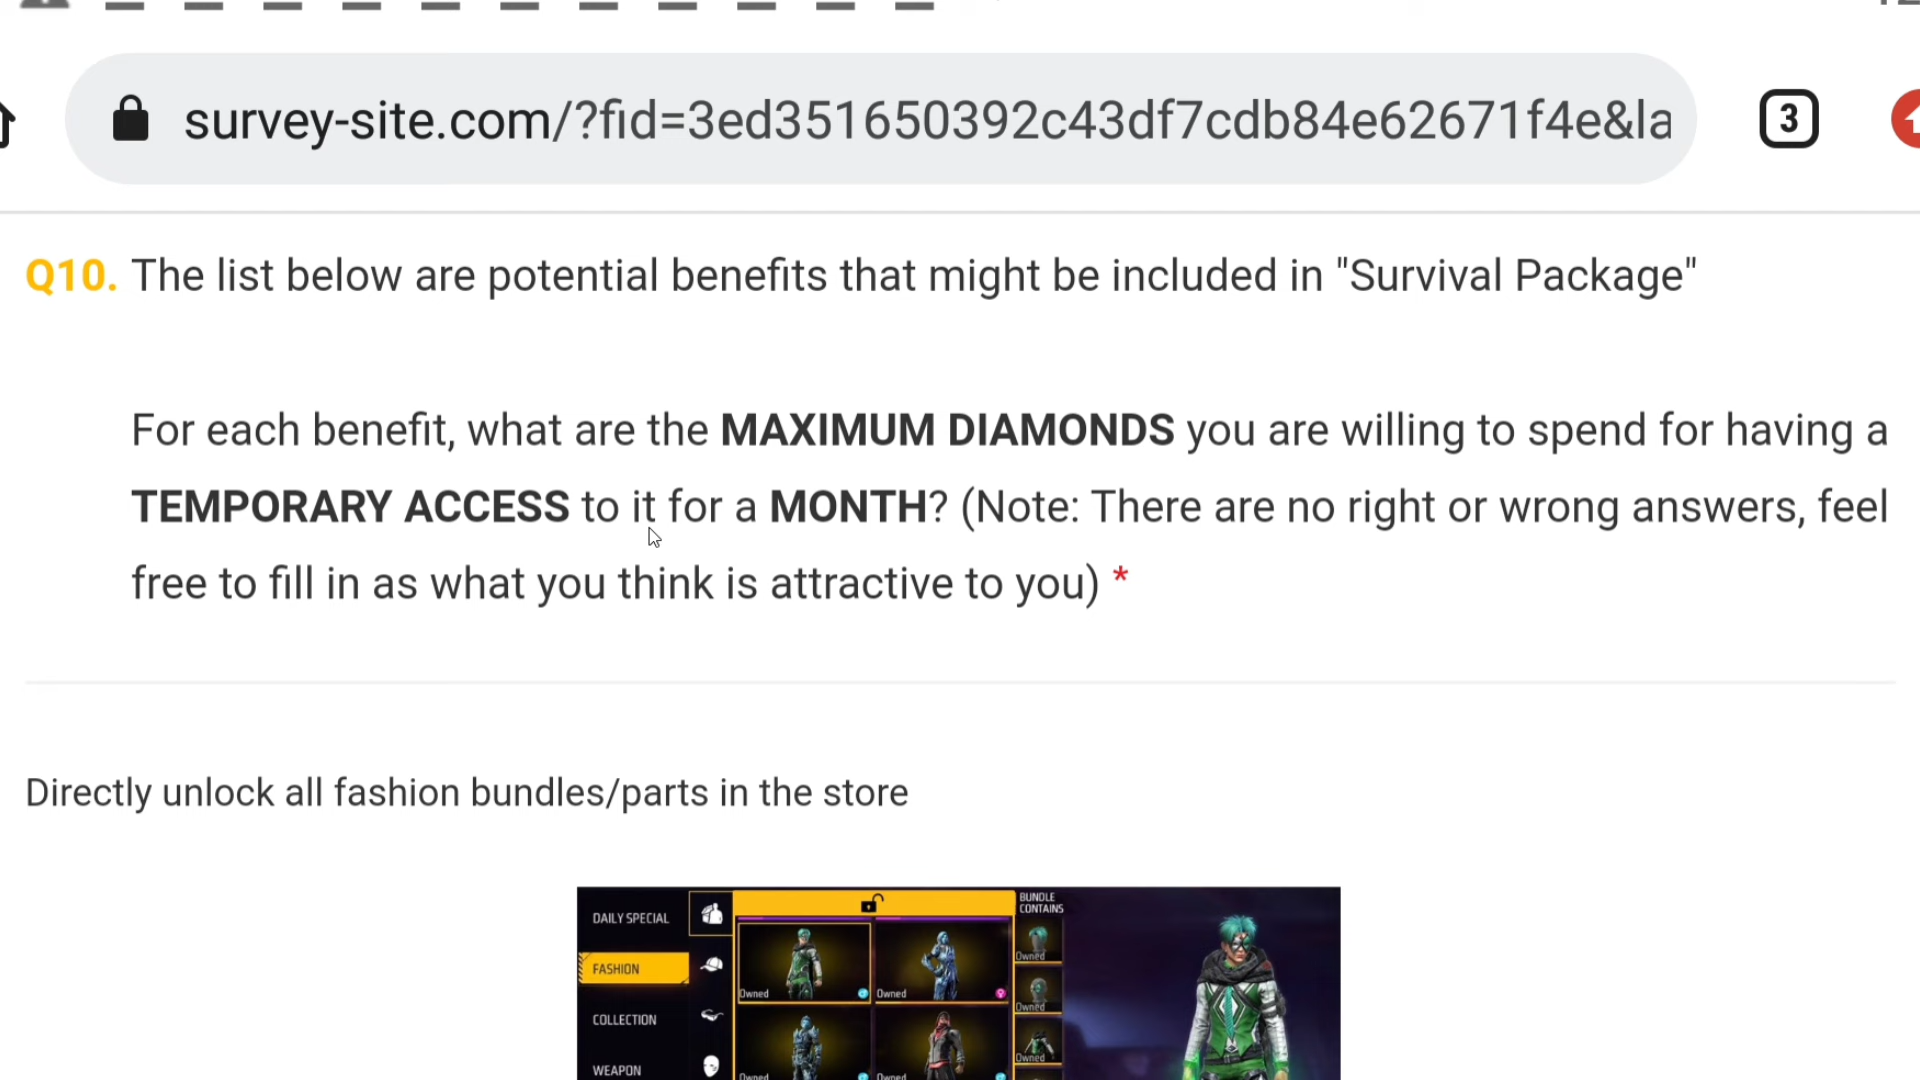 survey-site.com/?fid=3ed351650392c43df7cdb84e62671f4e&la
3
Q10. The list below are potential benefits that might be included in "Survival Package"
For each benefit, what are the MAXIMUM DIAMONDS you are willing to spend for having a
TEMPORARY ACCESS to it for a MONTH? (Note: There are no right or wrong answers, feel
free to fill in as what you think is attractive to you) *
Directly unlock all fashion bundles/parts in the store
DAILY SPECIAL
FASHION
COLLECTION
WEAPON
Owned
Owned
Owned
Owned
BUNDLE
CONTAINS
Owned
Owned
Owned